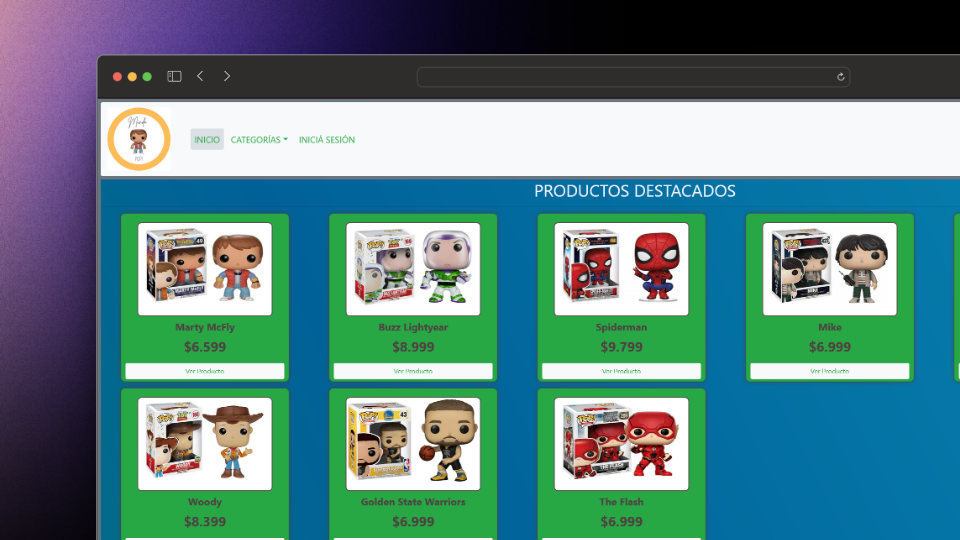 Mundo
POP!
INICIO
CATEGORÍAS
INICIÁ SESIÓN
PRODUCTOS DESTACADOS
Marty McFly
$6.599
Ver Producto
Buzz Lightyear
$8.999
Ver Producto
Spiderman
$9.799
Ver Producto
Mike
$6.999
Ver Producto
Woody
$8.399
Golden State Warriors
$6.999
The Flash
$6.999